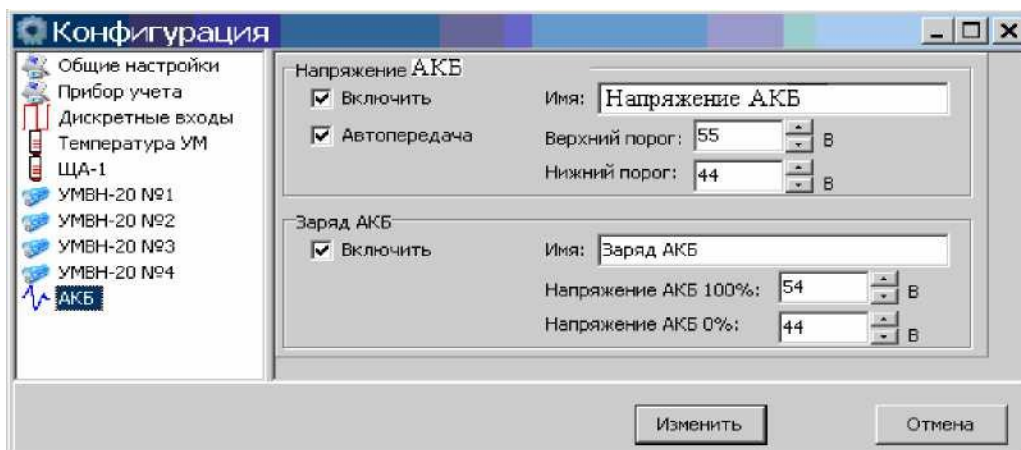 Конфигурация
Общие настройки
Прибор учета
Дискретные входы
Температура УМ
ЩА-1
УМВН-20 №1
УМВН-20 №2
УМВН-20 №3
УМВН-20 №4
АКБ
Напряжение АКБ
Включить
Имя: Напряжение АКБ
Автопередача
Верхний порог: 55 В
Нижний порог: 44 В
Заряд АКБ
Включить
Имя: Заряд АКБ
Напряжение АКБ 100%: 54 В
Напряжение АКБ 0%: 44 В
Изменить
Отмена